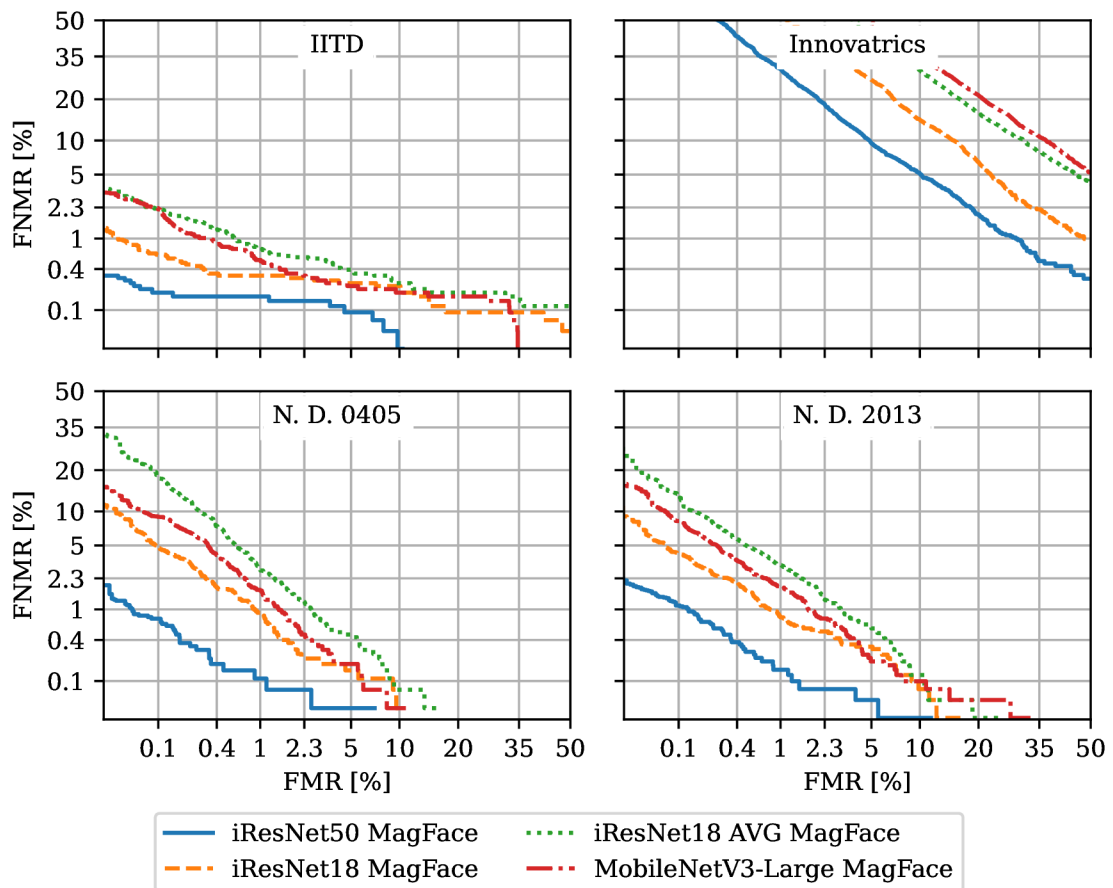 50
35
20
10
5
2.3
1
0.4
0.1
FNMR [%]
IITD
Innovatrics
50
35
20
10
5
2.3
1
0.4
0.1
FNMR [%]
N. D. 0405
N. D. 2013
0.1 0.4 1 2.3 5 10 20 35 50
FMR [%]
0.1 0.4 1 2.3 5 10 20 35 50
FMR [%]
iResNet50 MagFace
iResNet18 MagFace
iResNet18 AVG MagFace
MobileNetV3-Large MagFace